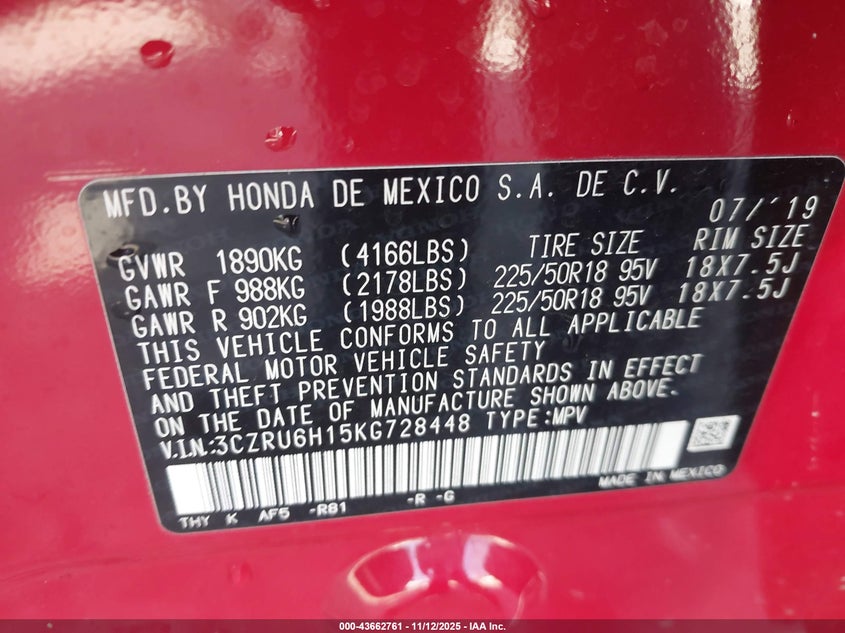 MFD.BY HONDA DE MEXICO S.A. DE C.V.
07/'19
GVWR 1890KG (4166LBS) TIRE SIZE RIM SIZE
GAWR F 988KG (2178LBS) 225/50R18 95V 18X7.5J
GAWR R 902KG (1988LBS) 225/50R18 95V 18X7.5J
THIS VEHICLE CONFORMS TO ALL APPLICABLE
FEDERAL MOTOR VEHICLE SAFETY
AND THEFT PREVENTION STANDARDS IN EFFECT
ON THE DATE OF MANUFACTURE SHOWN ABOVE.
V.I.N.:3CZRU6H15KG728448 TYPE:MPV
MADE IN MEXICO
THY K AF5 -R81 -R -G
000-43662761 - 11/12/2025 - IAA Inc.